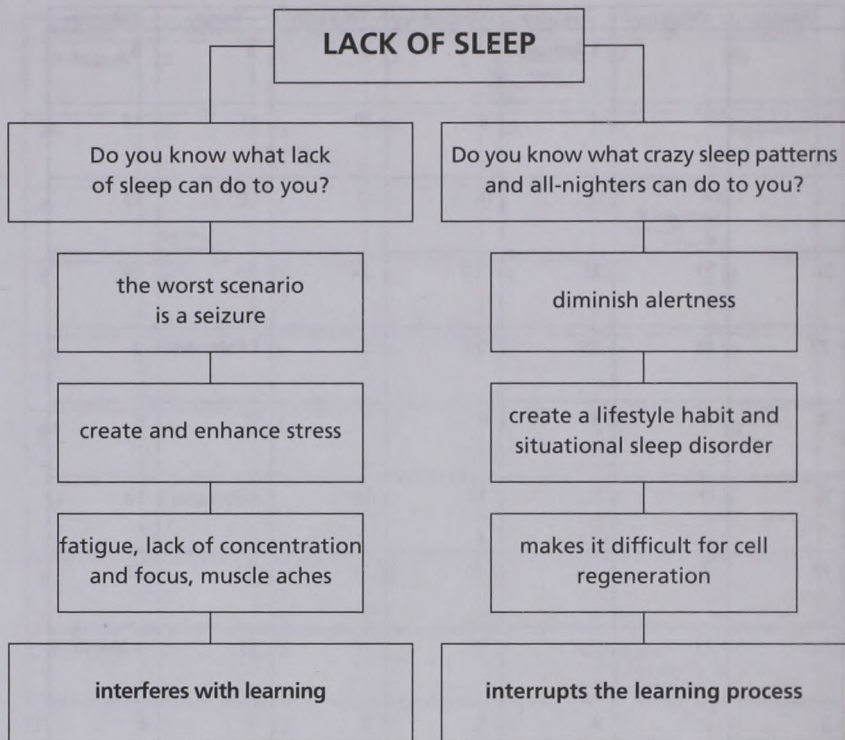 LACK OF SLEEP
Do you know what lack
of sleep can do to you?
the worst scenario
is a seizure
create and enhance stress
fatigue, lack of concentration
and focus, muscle aches
interferes with learning
Do you know what crazy sleep patterns
and all-nighters can do to you?
diminish alertness
create a lifestyle habit and
situational sleep disorder
makes it difficult for cell
regeneration
interrupts the learning process